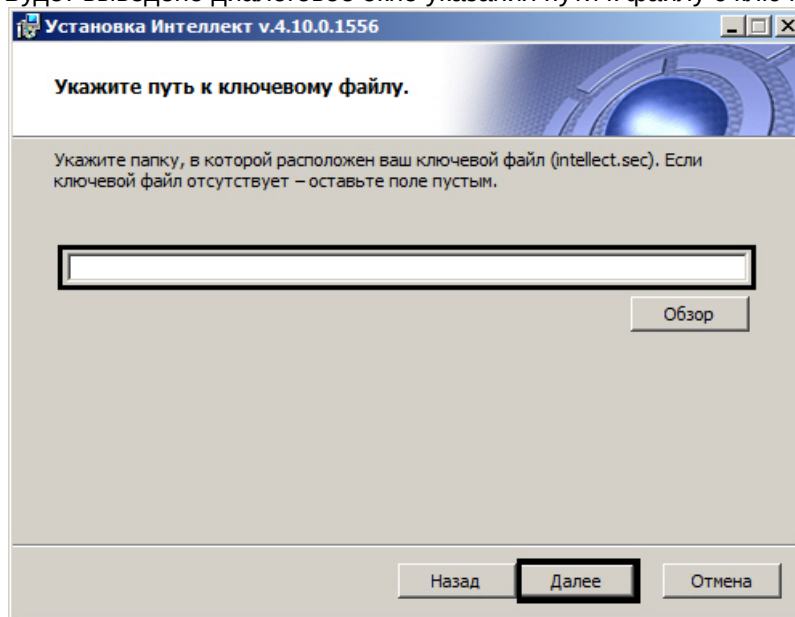 Установка Интеллект v.4.10.0.1556
Укажите путь к ключевому файлу.
Укажите папку, в которой расположен ваш ключевой файл (intellect.sec). Если
ключевой файл отсутствует – оставьте поле пустым.
Обзор
Назад Далее Отмена